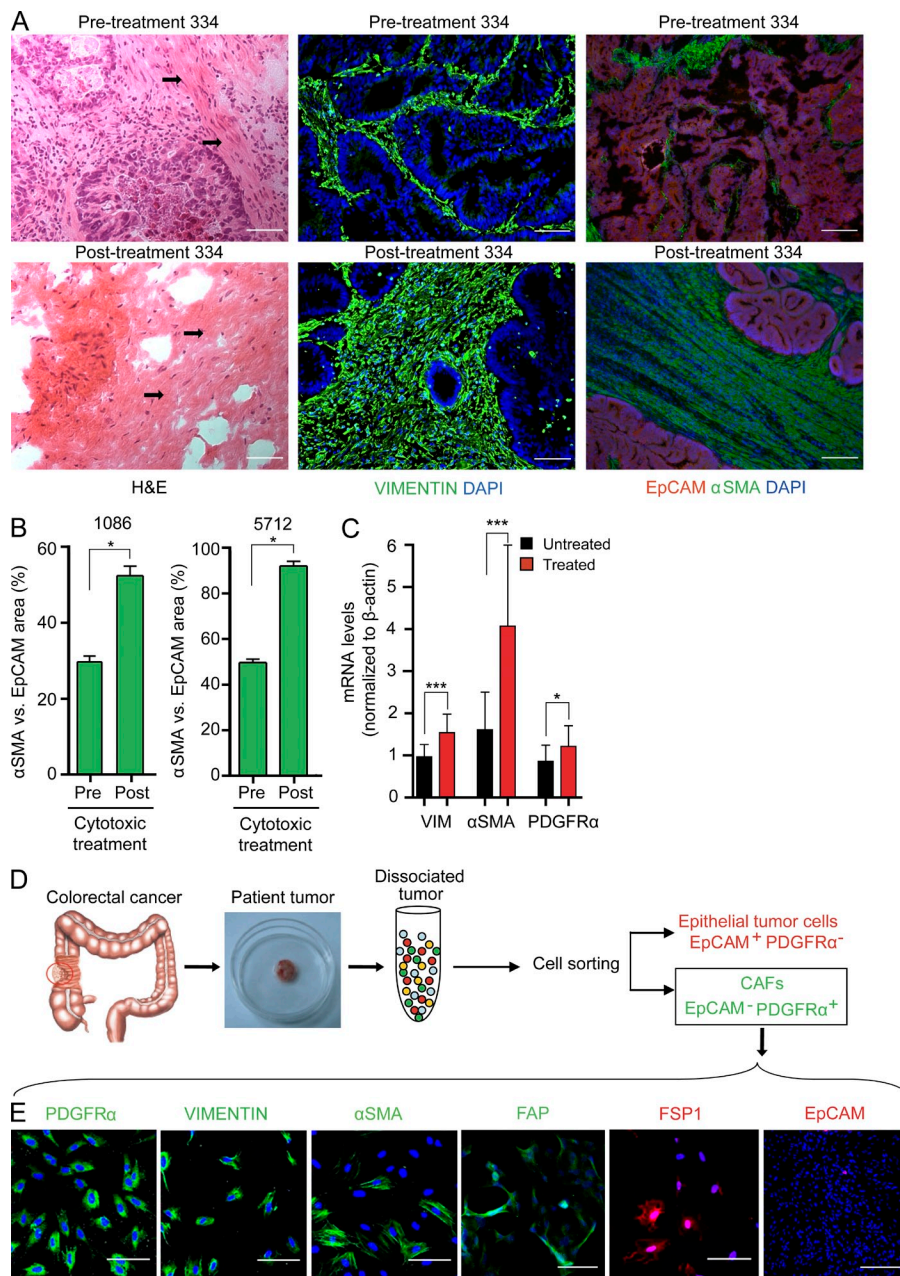 A
Pre-treatment 334
Pre-treatment 334
Pre-treatment 334
Post-treatment 334
Post-treatment 334
Post-treatment 334
H&E
VIMENTIN DAPI
EpCAM αSMA DAPI
B
1086
αSMA vs. EpCAM area (%)
60
40
20
0
*
Pre Post
Cytotoxic
treatment
5712
αSMA vs. EpCAM area (%)
100
80
60
40
20
0
*
Pre Post
Cytotoxic
treatment
C
mRNA levels
(normalized to β-actin)
6
5
4
3
2
1
0
***
***
*
Untreated
Treated
VIM αSMA PDGFRα
D
Colorectal cancer
Patient tumor
Dissociated
tumor
Cell sorting
Epithelial tumor cells
EpCAM+ PDGFRα-
CAFs
EpCAM- PDGFRα+
E
PDGFRα
VIMENTIN
αSMA
FAP
FSP1
EpCAM